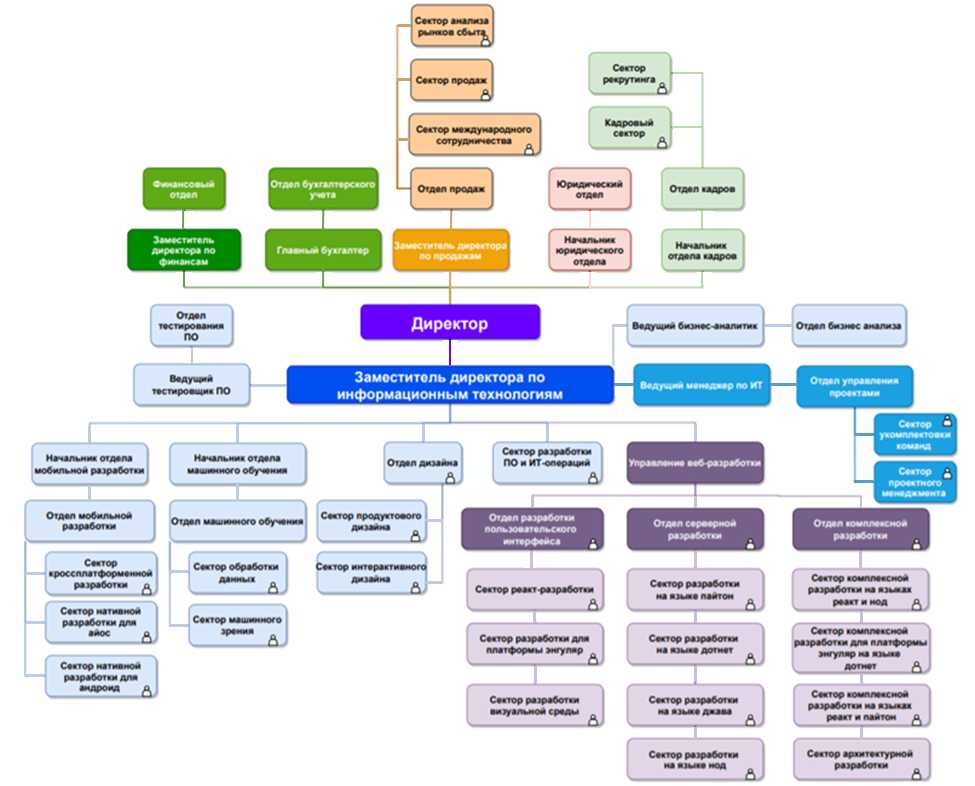 Сектор анализа
рынков сбыта
Сектор продаж
Сектор международного
сотрудничества
Отдел продаж
Сектор
рекрутинга
Кадровый
сектор
Финансовый
отдел
Отдел бухгалтерского
учета
Юридический
отдел
Отдел кадров
Заместитель
директора по
финансам
Главный бухгалтер
Заместитель директора
по продажам
Начальник
юридического
отдела
Начальник
отдела кадров
Отдел
тестирования
ПО
Директор
Ведущий бизнес-аналитик
Отдел бизнес анализа
Ведущий
тестировщик ПО
Заместитель директора по
информационным технологиям
Ведущий менеджер по ИТ
Отдел управления
проектами
Сектор
укомплектовки
команд
Сектор
проектного
менеджмента
Начальник отдела
мобильной разработки
Начальник отдела
машинного обучения
Отдел дизайна
Сектор разработки
ПО и ИТ-операций
Управление веб-разработки
Отдел мобильной
разработки
Отдел машинного обучения
Сектор продуктового
дизайна
Сектор интерактивного
дизайна
Сектор
кроссплатформенной
разработки
Сектор нативной
разработки для
айос
Сектор нативной
разработки для
андроид
Сектор обработки
данных
Сектор машинного
зрения
Отдел разработки
пользовательского
интерфейса
Отдел серверной
разработки
Отдел комплексной
разработки
Сектор реакт-разработки
Сектор разработки
на языке пайтон
Сектор комплексной
разработки на языках
реакт и нод
Сектор разработки для
платформы энгуляр
Сектор разработки
на языке дотнет
Сектор комплексной
разработки для платформы
энгуляр на языке
дотнет
Сектор разработки
визуальной среды
Сектор разработки
на языке джава
Сектор комплексной
разработки на языках
реакт и пайтон
Сектор разработки
на языке нод
Сектор архитектурной
разработки